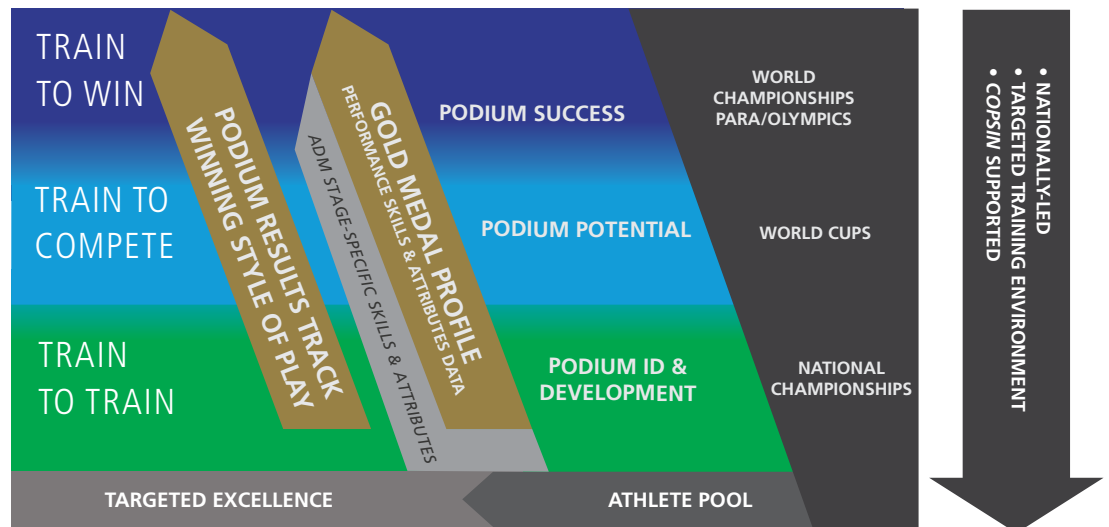 TRAIN
TO WIN
TRAIN TO
COMPETE
TRAIN
TO TRAIN
PODIUM RESULTS TRACK
WINNING STYLE OF PLAY
GOLD MEDAL PROFILE
PERFORMANCE SKILLS & ATTRIBUTES DATA
ADM STAGE-SPECIFIC SKILLS & ATTRIBUTES
PODIUM SUCCESS
PODIUM POTENTIAL
PODIUM ID &
DEVELOPMENT
WORLD
CHAMPIONSHIPS
PARA/OLYMPICS
WORLD CUPS
NATIONAL
CHAMPIONSHIPS
• NATIONALLY-LED
• TARGETED TRAINING ENVIRONMENT
• COPSIN SUPPORTED
TARGETED EXCELLENCE
ATHLETE POOL